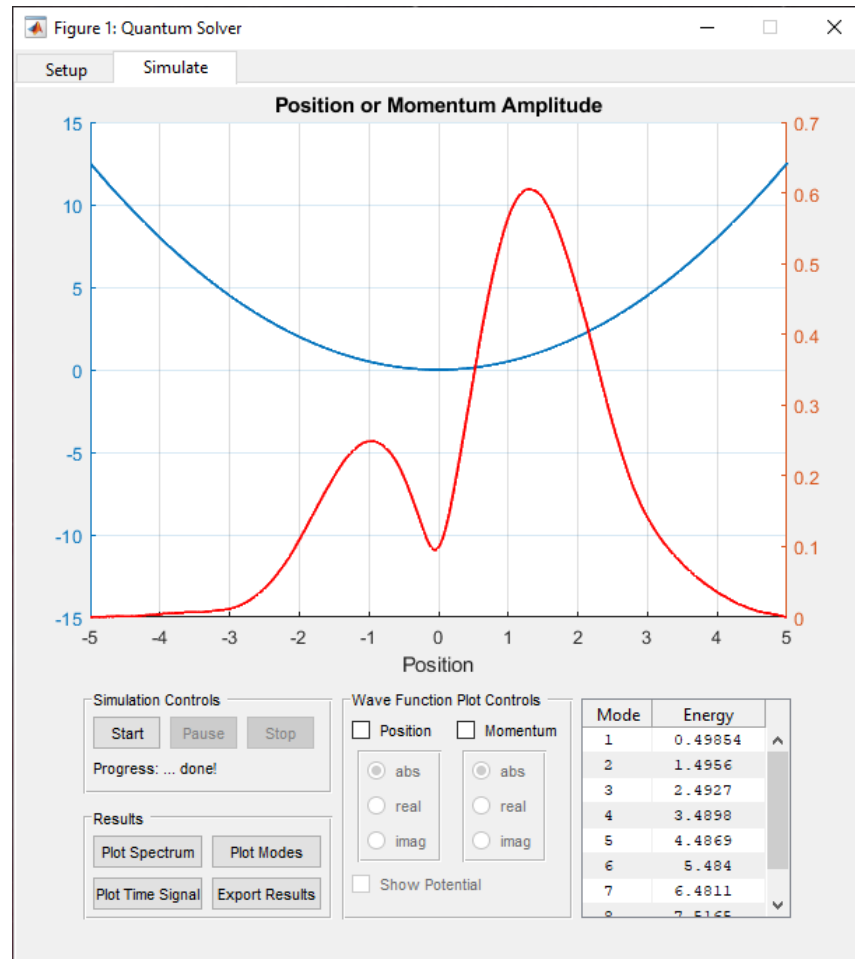 Figure 1: Quantum Solver
Setup Simulate
Position or Momentum Amplitude
15 0.7
10 0.6
5 0.5
0 0.4
-5 0.3
-10 0.2
-15 0.1
0
-5 -4 -3 -2 -1 0 1 2 3 4 5
Position
Simulation Controls
Start Pause Stop
Progress: ... done!
Results
Plot Spectrum Plot Modes
Plot Time Signal Export Results
Wave Function Plot Controls
Position Momentum
abs abs
real real
imag imag
Show Potential
Mode Energy
1 0.49854
2 1.4956
3 2.4927
4 3.4898
5 4.4869
6 5.484
7 6.4811
8 7.5165